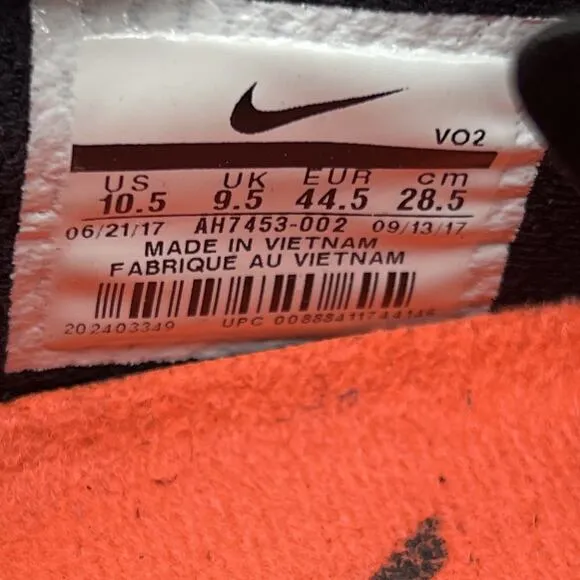 VO2
US UK EUR cm
10.5 9.5 44.5 28.5
06/21/17 AH7453-002 09/13/17
MADE IN VIETNAM
FABRIQUE AU VIETNAM
202403349 UPC 00888411744146